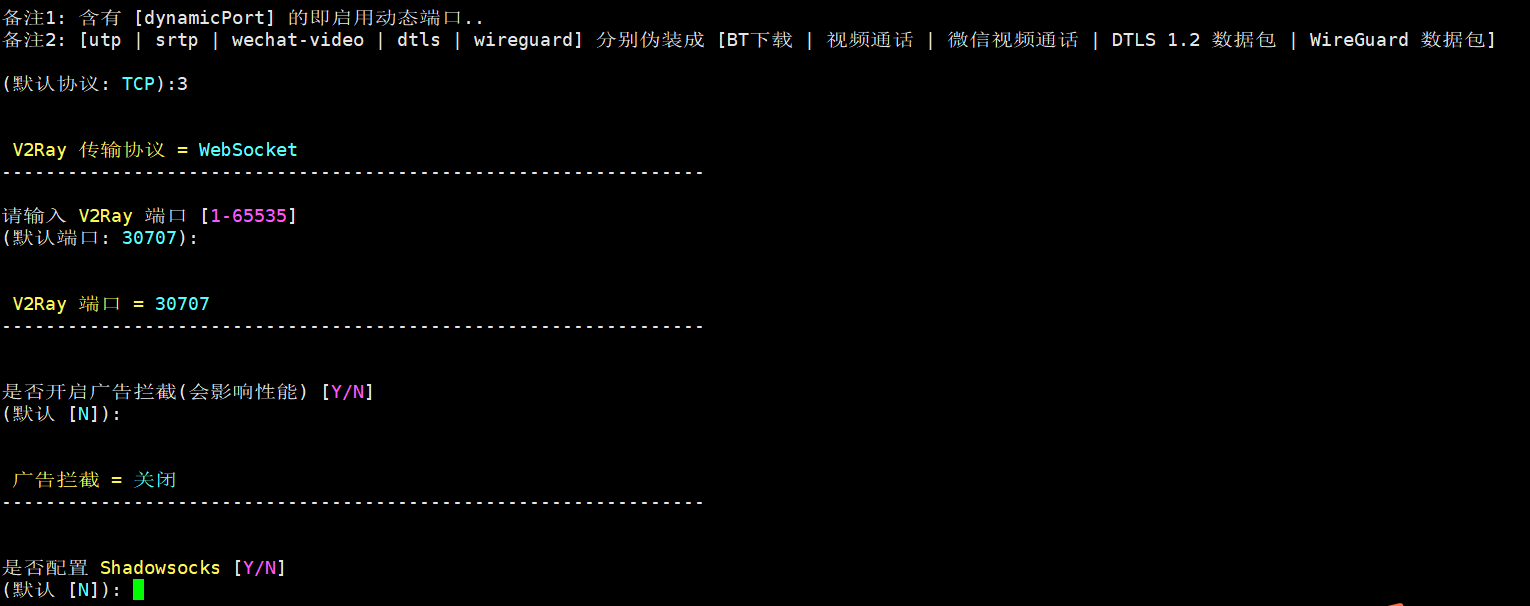 备注1: 含有 [dynamicPort] 的即启用动态端口..
备注2: [utp | srtp | wechat-video | dtls | wireguard] 分别伪装成 [BT下载 | 视频通话 | 微信视频通话 | DTLS 1.2 数据包 | WireGuard 数据包]
(默认协议: TCP):3
V2Ray 传输协议 = WebSocket
----------------------------------------------------------------
请输入 V2Ray 端口 [1-65535]
(默认端口: 30707):
V2Ray 端口 = 30707
----------------------------------------------------------------
是否开启广告拦截(会影响性能) [Y/N]
(默认 [N]):
广告拦截 = 关闭
----------------------------------------------------------------
是否配置 Shadowsocks [Y/N]
(默认 [N]):